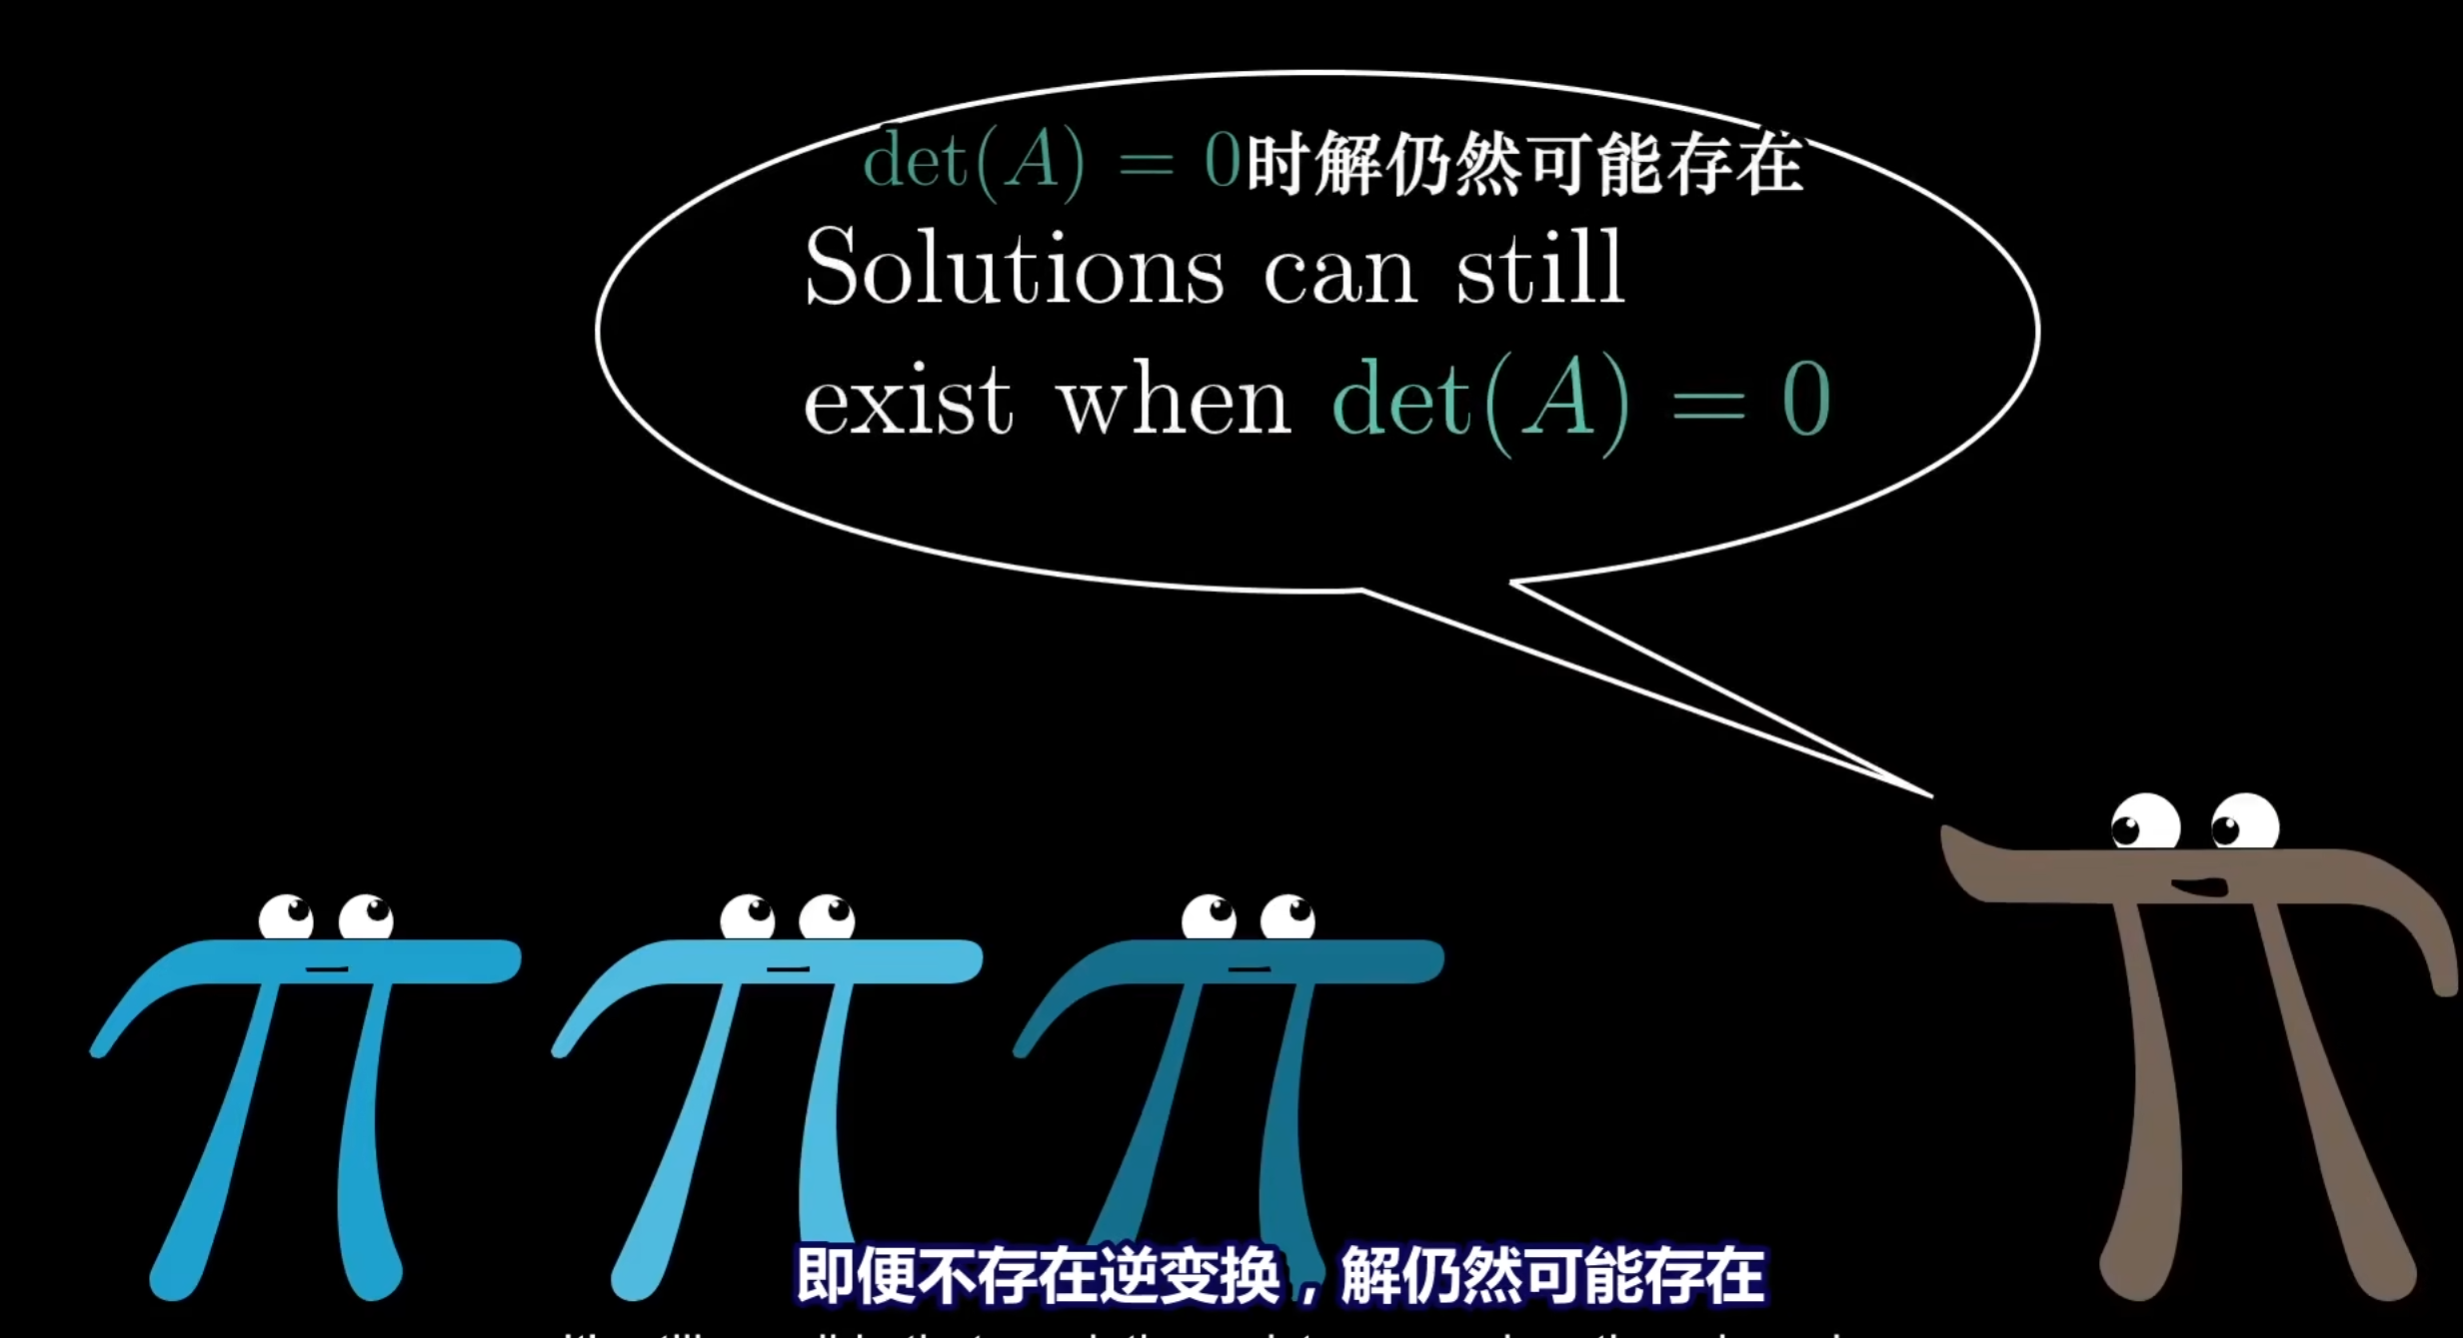 det(A) = 0时解仍然可能存在
Solutions can still
exist when det(A) = 0
即便不存在逆变换，解仍然可能存在